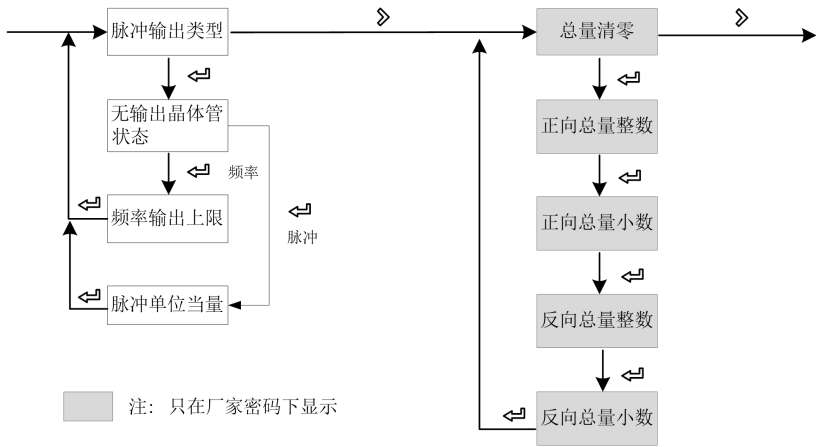 脉冲输出类型
无输出晶体管
状态
频率
频率输出上限
脉冲
脉冲单位当量
总量清零
正向总量整数
正向总量小数
反向总量整数
反向总量小数
注：只在厂家密码下显示